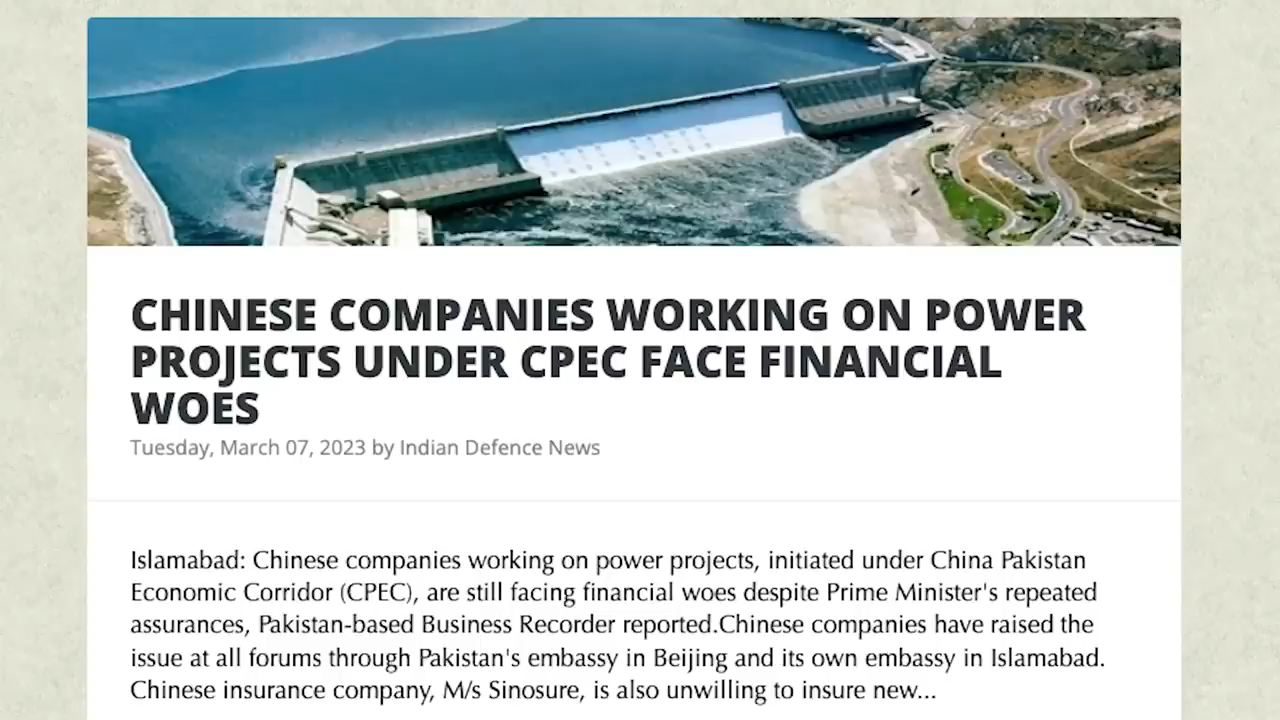 CHINESE COMPANIES WORKING ON POWER
PROJECTS UNDER CPEC FACE FINANCIAL
WOES
Tuesday, March 07, 2023 by Indian Defence News
Islamabad: Chinese companies working on power projects, initiated under China Pakistan
Economic Corridor (CPEC), are still facing financial woes despite Prime Minister's repeated
assurances, Pakistan-based Business Recorder reported.Chinese companies have raised the
issue at all forums through Pakistan's embassy in Beijing and its own embassy in Islamabad.
Chinese insurance company, M/s Sinosure, is also unwilling to insure new...